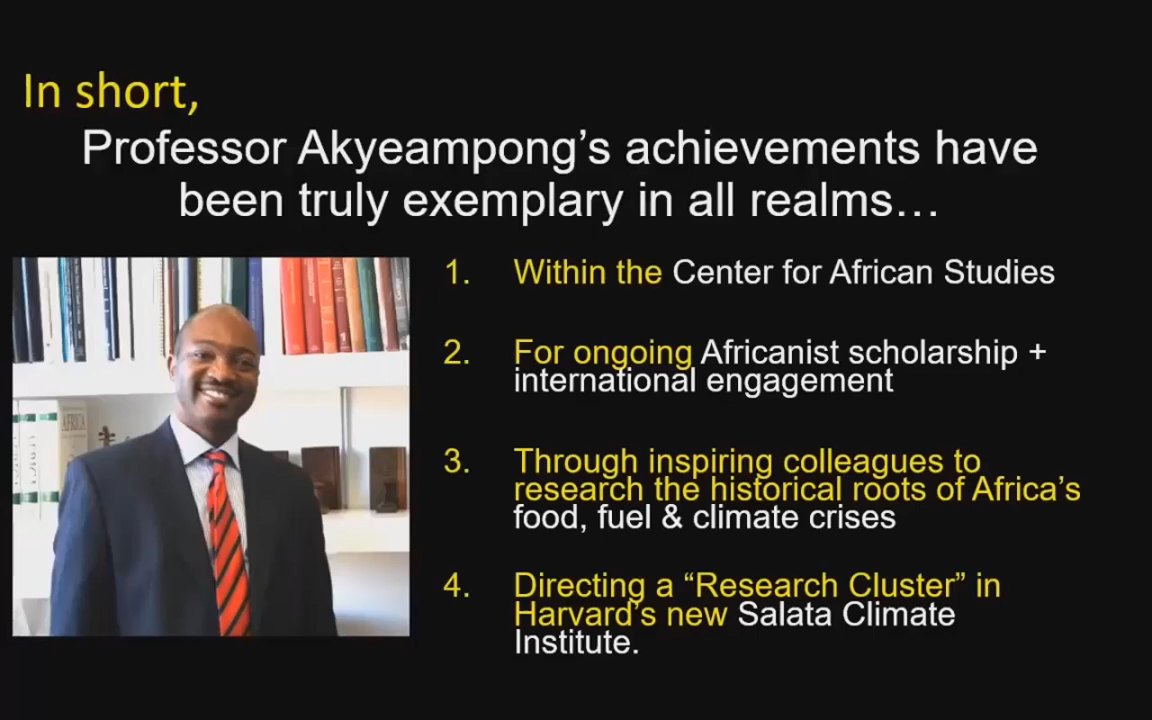 In short,
Professor Akyeampong's achievements have
been truly exemplary in all realms…
1. Within the Center for African Studies
2. For ongoing Africanist scholarship +
international engagement
3. Through inspiring colleagues to
research the historical roots of Africa's
food, fuel & climate crises
4. Directing a “Research Cluster” in
Harvard's new Salata Climate
Institute.
AFRICA